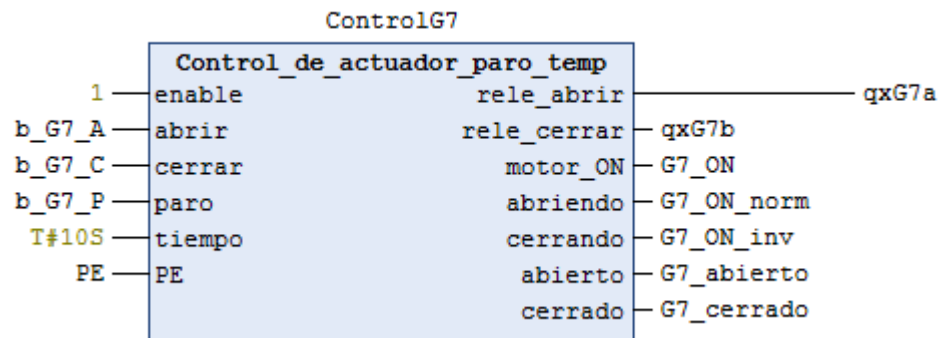 ControlG7
Control_de_actuador_paro_temp
1 enable rele_abrir qxG7a
b_G7_A abrir rele_cerrar qxG7b
b_G7_C cerrar motor_ON G7_ON
b_G7_P paro abriendo G7_ON_norm
T#10S tiempo cerrando G7_ON_inv
PE PE abierto G7_abierto
cerrado G7_cerrado